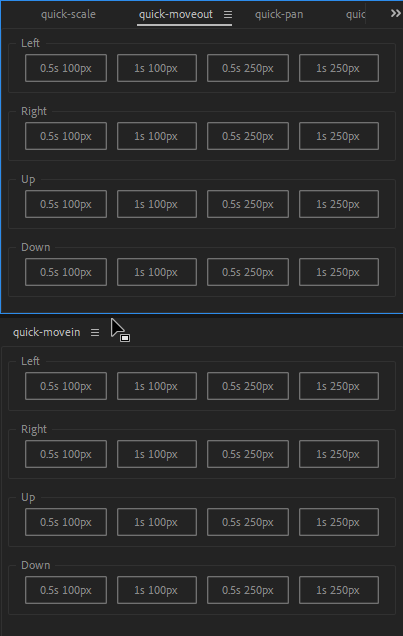 quick-scale quick-moveout quick-pan quic
Left
0.5s 100px 1s 100px 0.5s 250px 1s 250px
Right
0.5s 100px 1s 100px 0.5s 250px 1s 250px
Up
0.5s 100px 1s 100px 0.5s 250px 1s 250px
Down
0.5s 100px 1s 100px 0.5s 250px 1s 250px
quick-movein
Left
0.5s 100px 1s 100px 0.5s 250px 1s 250px
Right
0.5s 100px 1s 100px 0.5s 250px 1s 250px
Up
0.5s 100px 1s 100px 0.5s 250px 1s 250px
Down
0.5s 100px 1s 100px 0.5s 250px 1s 250px